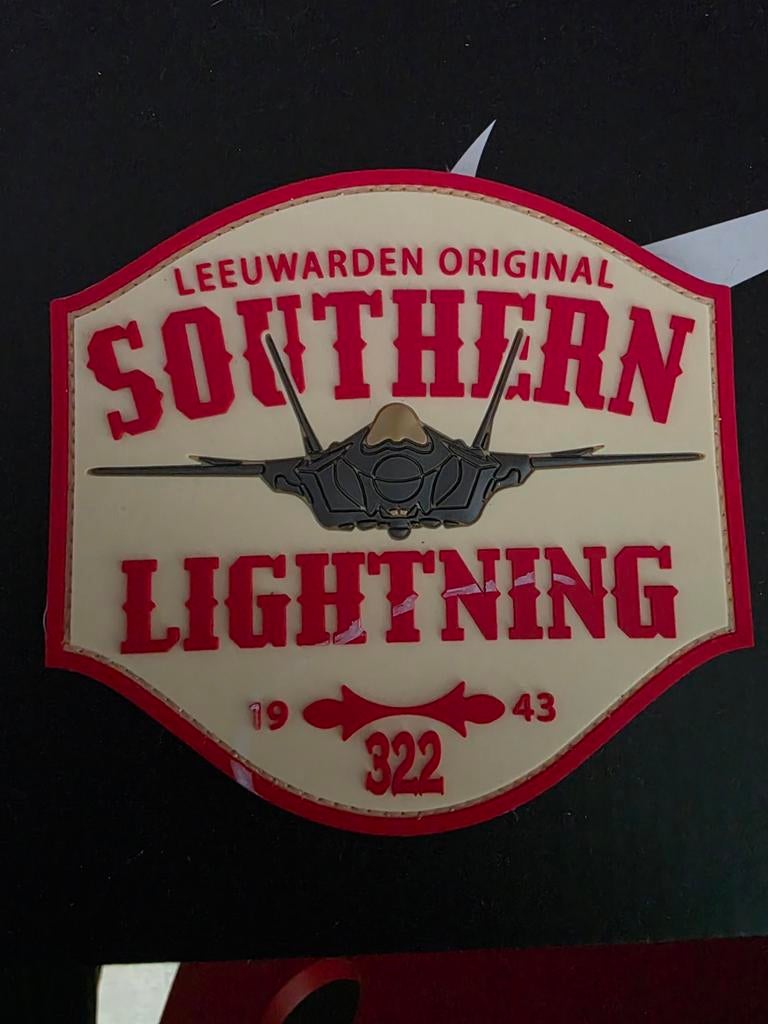 LEEUWARDEN ORIGINAL
SOUTHERN
LIGHTNING
19 43
322